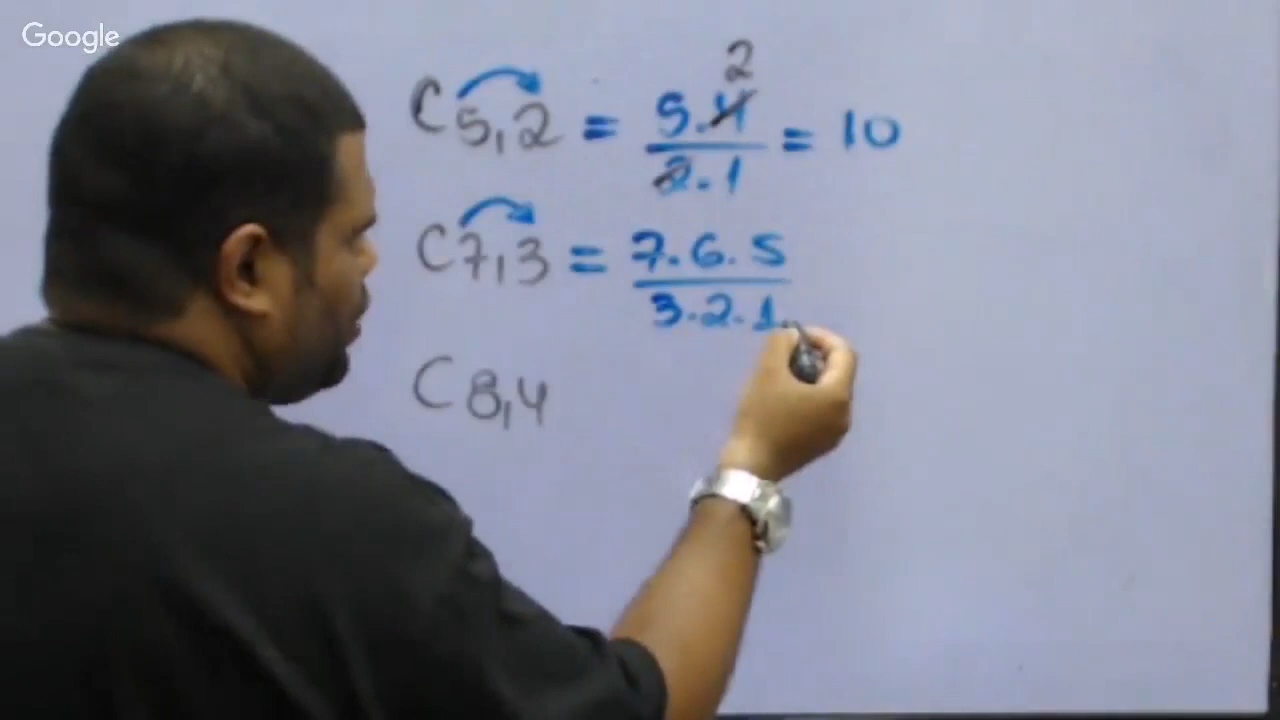 Google
C5,2 = 5.4/2.1 = 10
2
C7,3 = 7.6.5/3.2.1
C8,4